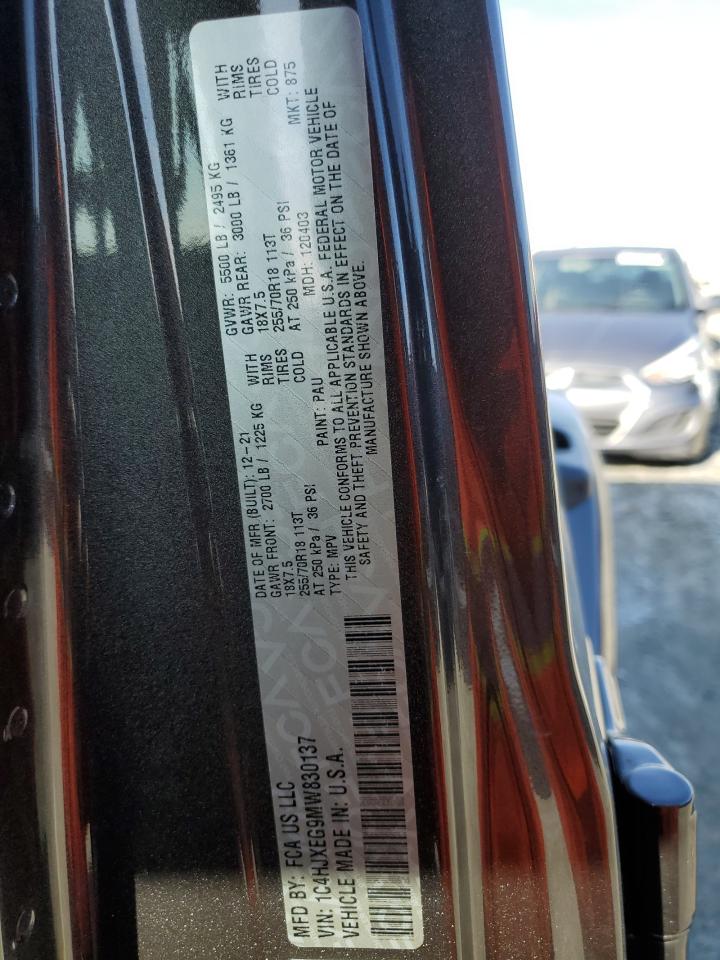 MFD BY: FCA US LLC
DATE OF MFR (BUILT): 12-21
GVWR: 5500 LB / 2495 KG
GAWR FRONT: 2700 LB / 1225 KG WITH
GAWR REAR: 3000 LB / 1361 KG WITH
18X7.5 RIMS
18X7.5 RIMS
255/70R18 113T TIRES
255/70R18 113T TIRES
AT 250 kPa / 36 PSI COLD
AT 250 kPa / 36 PSI COLD
VIN: 1C4HJXEG9MW830137
TYPE: MPV
PAINT: PAU
MDH: 120403
MKT: 875
VEHICLE MADE IN: U.S.A.
THIS VEHICLE CONFORMS TO ALL APPLICABLE U.S.A. FEDERAL MOTOR VEHICLE
SAFETY AND THEFT PREVENTION STANDARDS IN EFFECT ON THE DATE OF
MANUFACTURE SHOWN ABOVE.